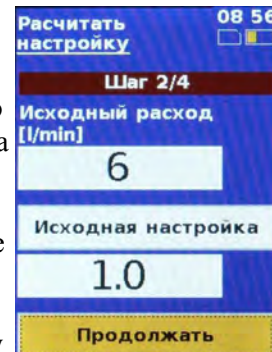 Расчитать
настройку
08 56
Шаг 2/4
Исходный расход
[l/min]
6
Исходная настройка
1.0
Продолжать